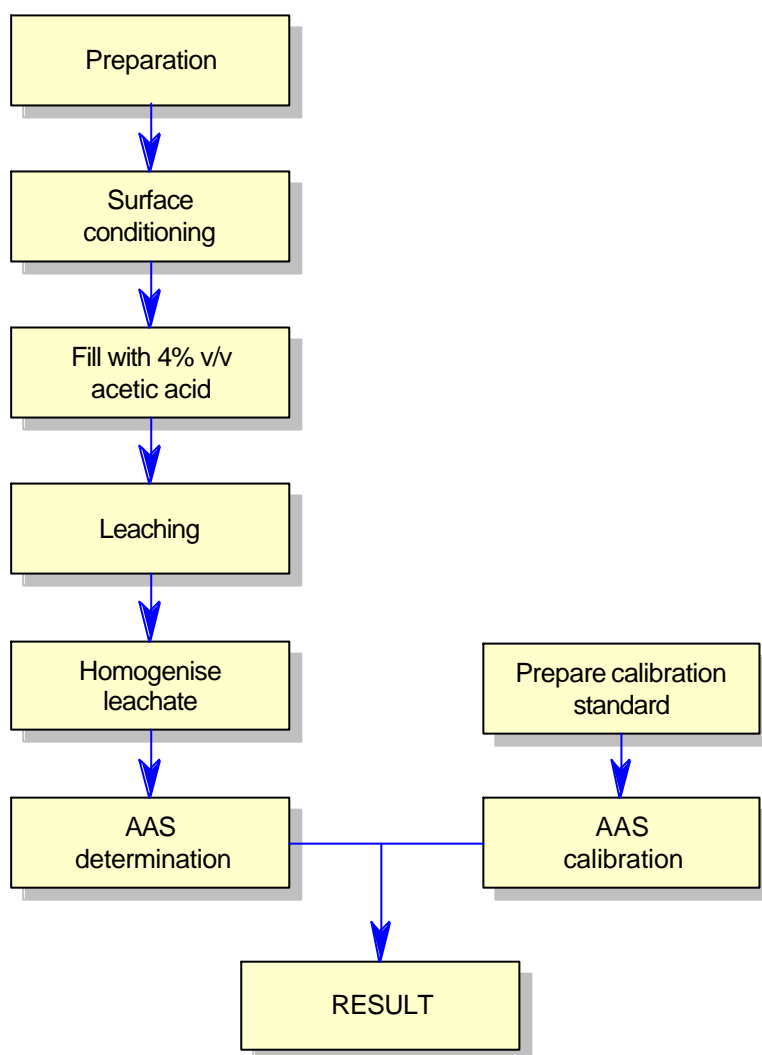 Preparation
Surface
conditioning
Fill with 4% v/v
acetic acid
Leaching
Homogenise
leachate
Prepare calibration
standard
AAS
determination
AAS
calibration
RESULT